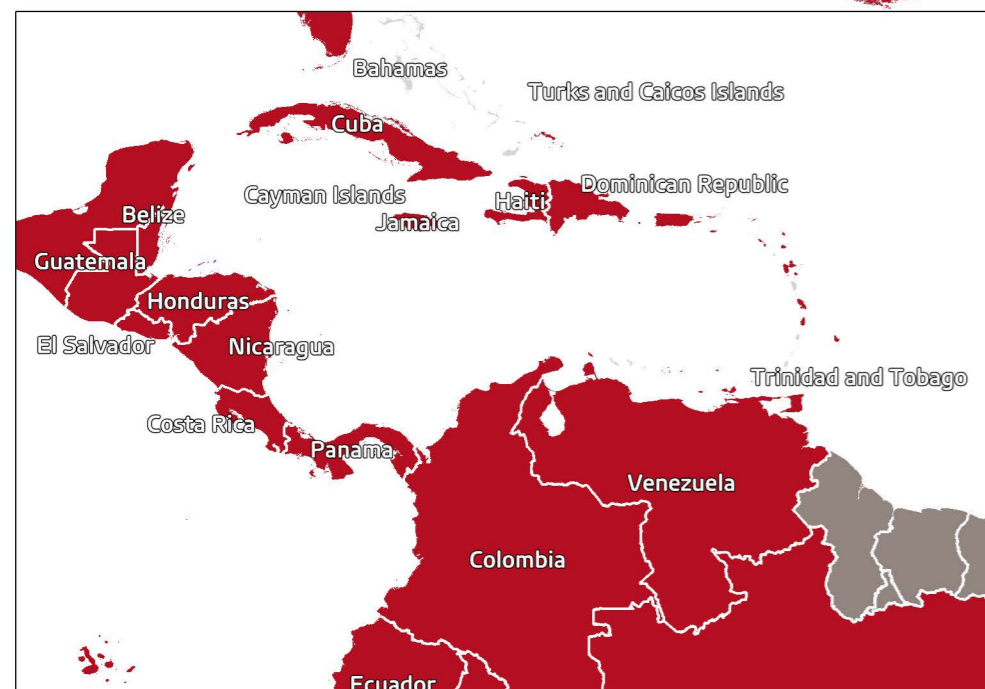 Bahamas
Turks and Caicos Islands
Cuba
Dominican Republic
Cayman Islands
Haiti
Jamaica
Belize
Guatemala
Honduras
El Salvador
Nicaragua
Trinidad and Tobago
Costa Rica
Panama
Venezuela
Colombia
Ecuador